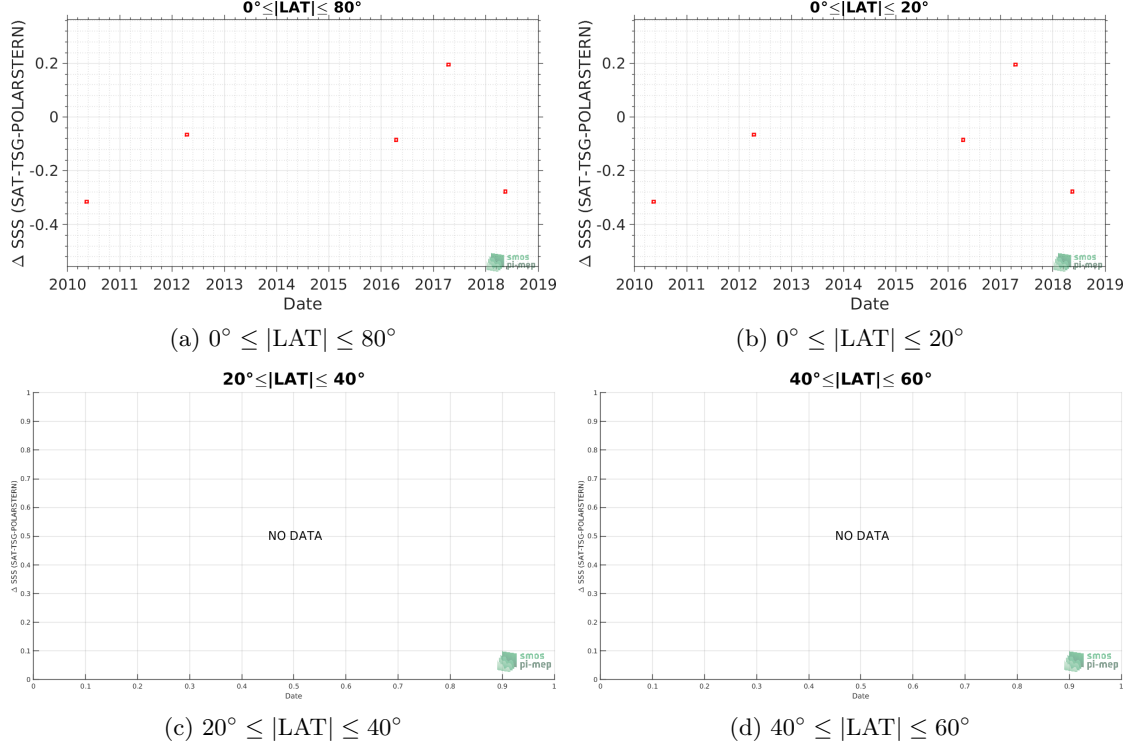 0°≤|LAT|≤ 80°
Δ SSS (SAT-TSG-POLARSTERN)
0.2
0
-0.2
-0.4
2010 2011 2012 2013 2014 2015 2016 2017 2018 2019
Date
smos
pi-mep
(a) 0° ≤ |LAT| ≤ 80°
0°≤|LAT|≤ 20°
Δ SSS (SAT-TSG-POLARSTERN)
0.2
0
-0.2
-0.4
2010 2011 2012 2013 2014 2015 2016 2017 2018 2019
Date
smos
pi-mep
(b) 0° ≤ |LAT| ≤ 20°
20°≤|LAT|≤ 40°
Δ SSS (SAT-TSG-POLARSTERN)
1
0.9
0.8
0.7
0.6
0.5
0.4
0.3
0.2
0.1
0
NO DATA
0 0.1 0.2 0.3 0.4 0.5 0.6 0.7 0.8 0.9 1
Date
smos
pi-mep
(c) 20° ≤ |LAT| ≤ 40°
40°≤|LAT|≤ 60°
Δ SSS (SAT-TSG-POLARSTERN)
1
0.9
0.8
0.7
0.6
0.5
0.4
0.3
0.2
0.1
0
NO DATA
0 0.1 0.2 0.3 0.4 0.5 0.6 0.7 0.8 0.9 1
Date
smos
pi-mep
(d) 40° ≤ |LAT| ≤ 60°